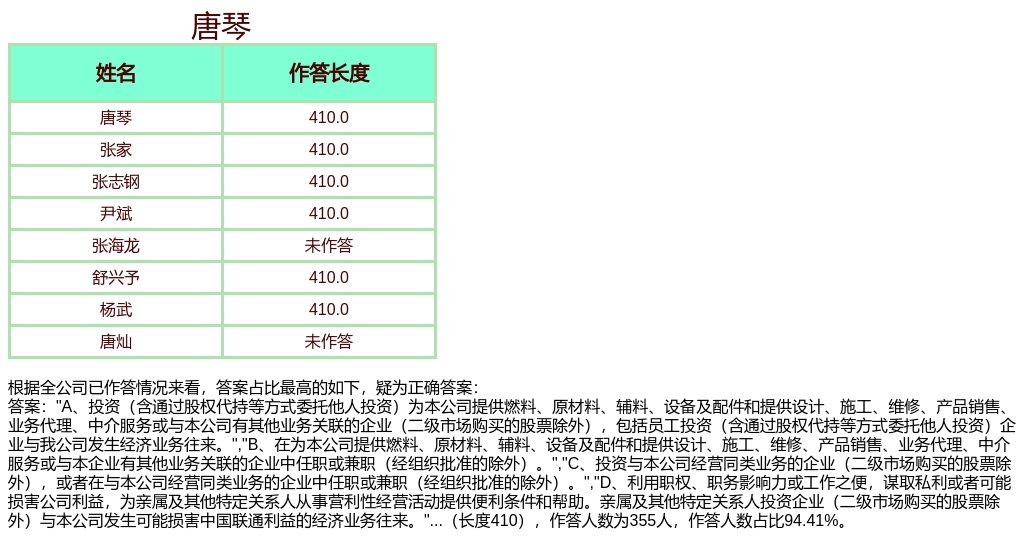 唐琴
姓名 作答长度
唐琴 410.0
张家 410.0
张志钢 410.0
尹斌 410.0
张海龙 未作答
舒兴予 410.0
杨武 410.0
唐灿 未作答
根据全公司已作答情况来看，答案占比最高的如下，疑为正确答案：
答案："A、投资（含通过股权代持等方式委托他人投资）为本公司提供燃料、原材料、辅料、设备及配件和提供设计、施工、维修、产品销售、
业务代理、中介服务或与本公司有其他业务关联的企业（二级市场购买的股票除外），包括员工投资（含通过股权代持等方式委托他人投资）企
业与我公司发生经济业务往来。","B、在为本公司提供燃料、原材料、辅料、设备及配件和提供设计、施工、维修、产品销售、业务代理、中介
服务或与本企业有其他业务关联的企业中任职或兼职（经组织批准的除外）。","C、投资与本公司经营同类业务的企业（二级市场购买的股票除
外），或者在与本公司经营同类业务的企业中任职或兼职（经组织批准的除外）。","D、利用职权、职务影响力或工作之便，谋取私利或者可能
损害公司利益，为亲属及其他特定关系人从事营利性经营活动提供便利条件和帮助。亲属及其他特定关系人投资企业（二级市场购买的股票除
外）与本公司发生可能损害中国联通利益的经济业务往来。"...（长度410），作答人数为355人，作答人数占比94.41%。